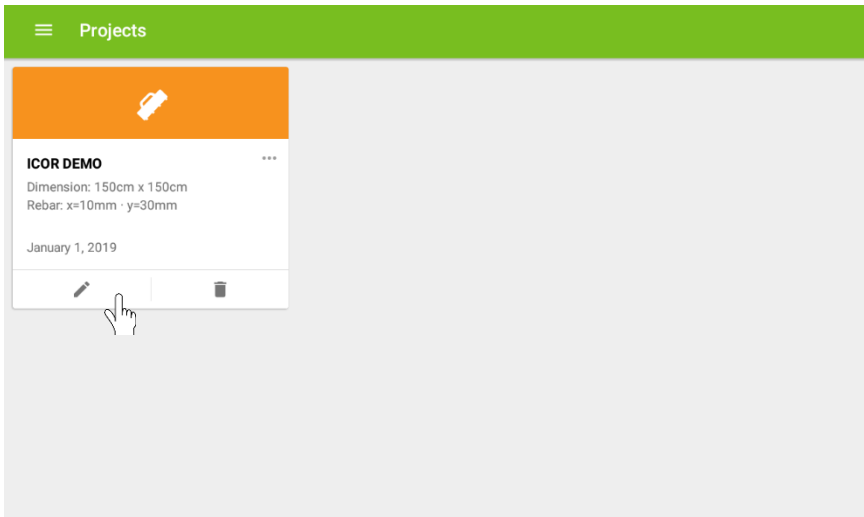 Projects
ICOR DEMO
Dimension: 150cm x 150cm
Rebar: x=10mm · y=30mm
January 1, 2019